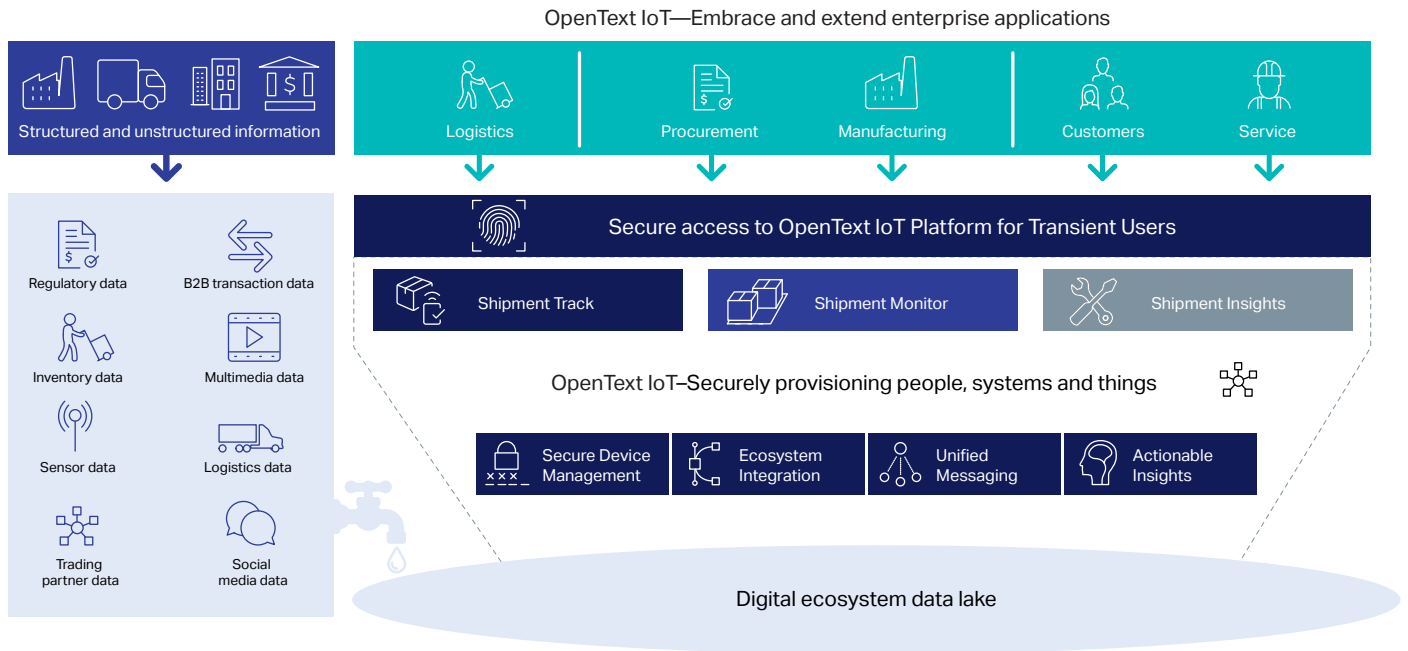 OpenText IoT—Embrace and extend enterprise applications
Structured and unstructured information
Logistics
Procurement
Manufacturing
Customers
Service
Regulatory data
B2B transaction data
Inventory data
Multimedia data
Sensor data
Logistics data
Trading
partner data
Social
media data
Secure access to OpenText IoT Platform for Transient Users
Shipment Track
Shipment Monitor
Shipment Insights
OpenText IoT–Securely provisioning people, systems and things
Secure Device
Management
Ecosystem
Integration
Unified
Messaging
Actionable
Insights
Digital ecosystem data lake